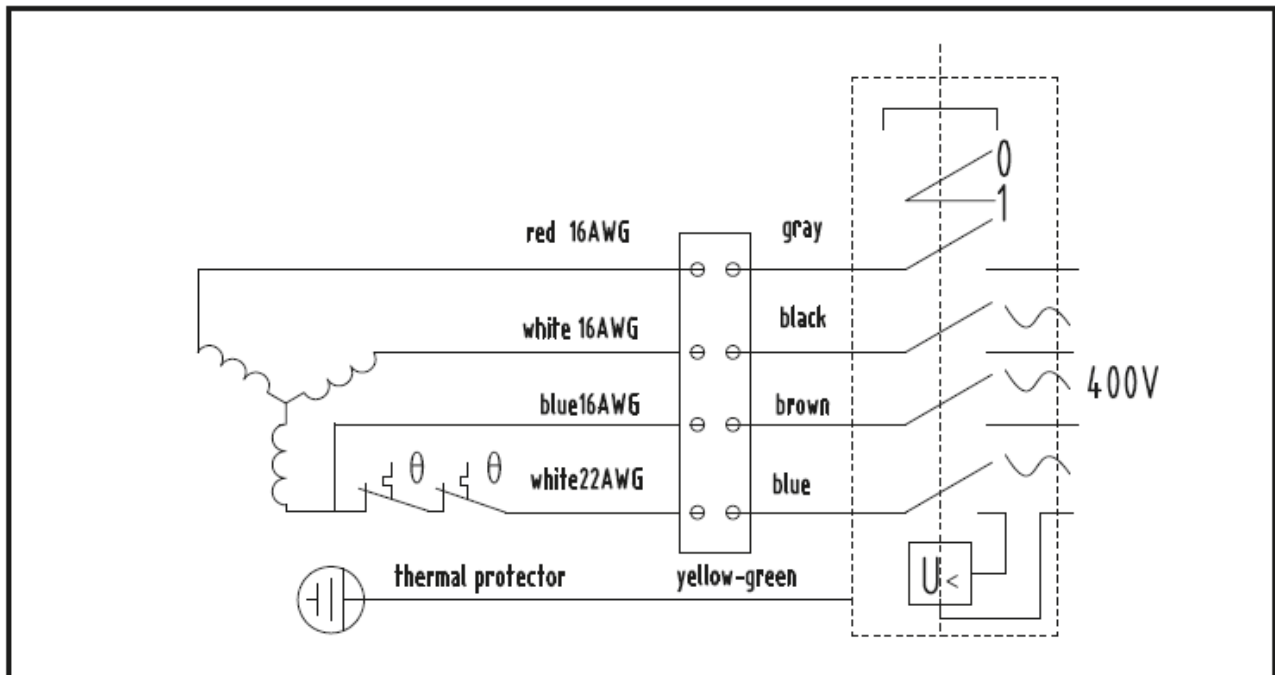 0
1
red 16AWG
gray
white 16AWG
black
blue16AWG
brown
400V
θ
θ
white22AWG
blue
thermal protector
yellow-green
U<